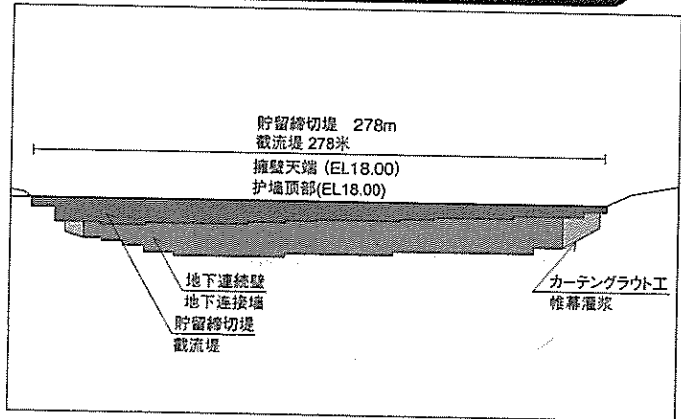 貯留締切堤 278m
截流堤 278米
擁壁天端 (EL18.00)
护墙顶部(EL18.00)
地下連続壁
地下连接墙
貯留締切堤
截流堤
カーテングラウト工
帷幕灌浆